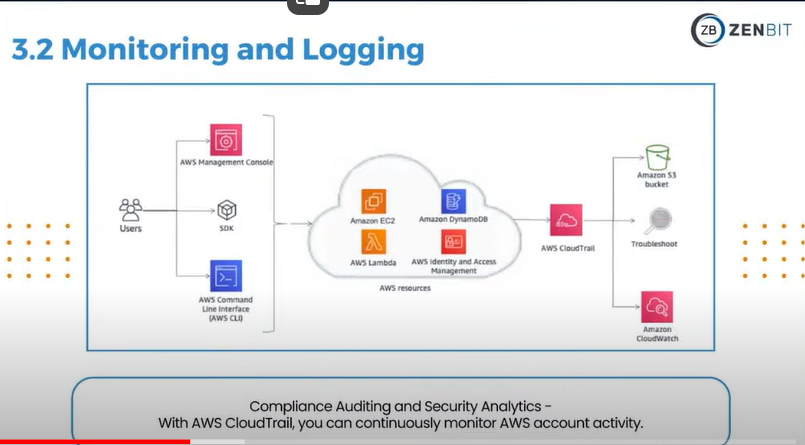 3.2 Monitoring and Logging
ZB ZENBIT
AWS Management Console
Users
SDK
AWS Command
Line Interface
(AWS CLI)
Amazon EC2
Amazon DynamoDB
AWS Lambda
AWS Identity and Access
Management
AWS resources
AWS CloudTrail
Amazon S3
bucket
Troubleshoot
Amazon
CloudWatch
Compliance Auditing and Security Analytics -
With AWS CloudTrail, you can continuously monitor AWS account activity.